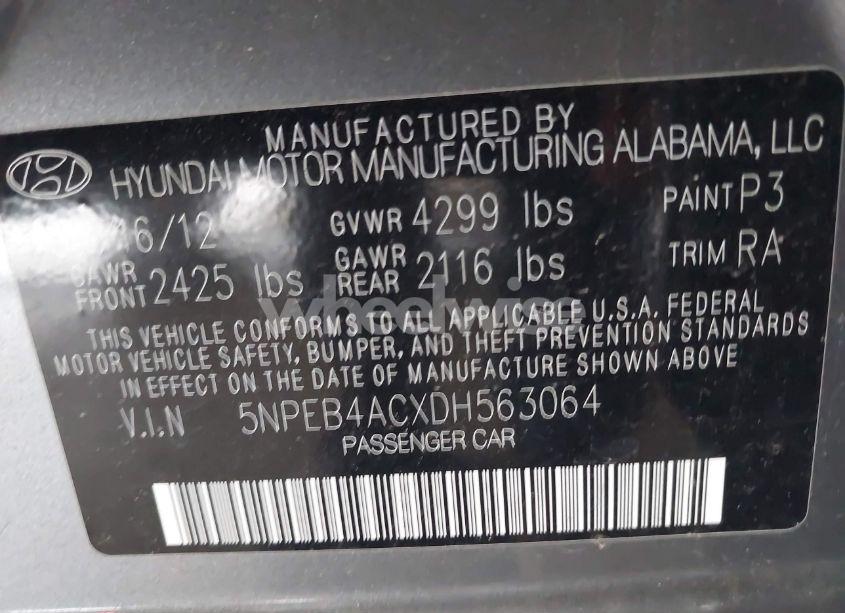 MANUFACTURED BY
HYUNDAI MOTOR MANUFACTURING ALABAMA, LLC
GVWR 4299 lbs PAINT P3
GAWR FRONT 2425 lbs GAWR REAR 2116 lbs TRIM RA
THIS VEHICLE CONFORMS TO ALL APPLICABLE U.S.A. FEDERAL
MOTOR VEHICLE SAFETY, BUMPER, AND THEFT PREVENTION STANDARDS
IN EFFECT ON THE DATE OF MANUFACTURE SHOWN ABOVE
V.I.N 5NPEB4ACXDH563064
PASSENGER CAR